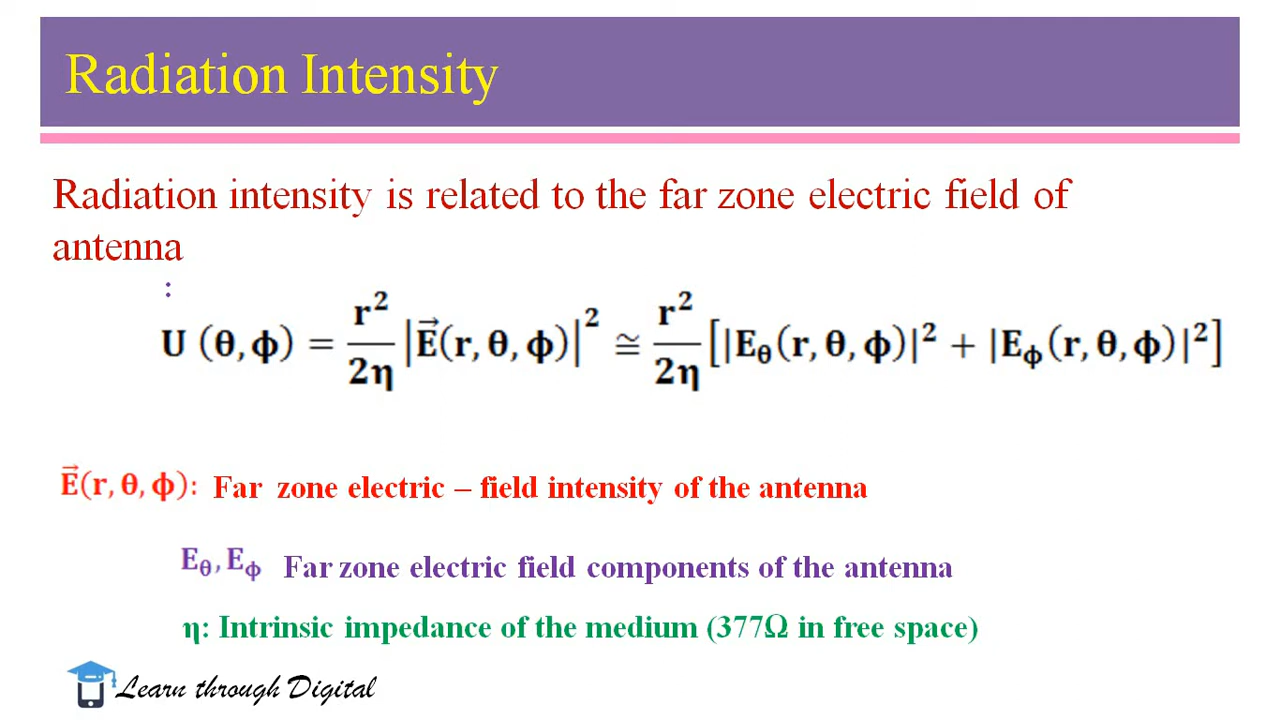 Radiation Intensity
Radiation intensity is related to the far zone electric field of
antenna
:
U (θ,ϕ) = r²/2η |E⃗(r, θ, ϕ)|² ≅ r²/2η [|Eθ(r, θ, ϕ)|² + |Eϕ(r, θ, ϕ)|²]
E⃗(r, θ, ϕ): Far zone electric – field intensity of the antenna
Eθ, Eϕ Far zone electric field components of the antenna
η: Intrinsic impedance of the medium (377Ω in free space)
Learn through Digital